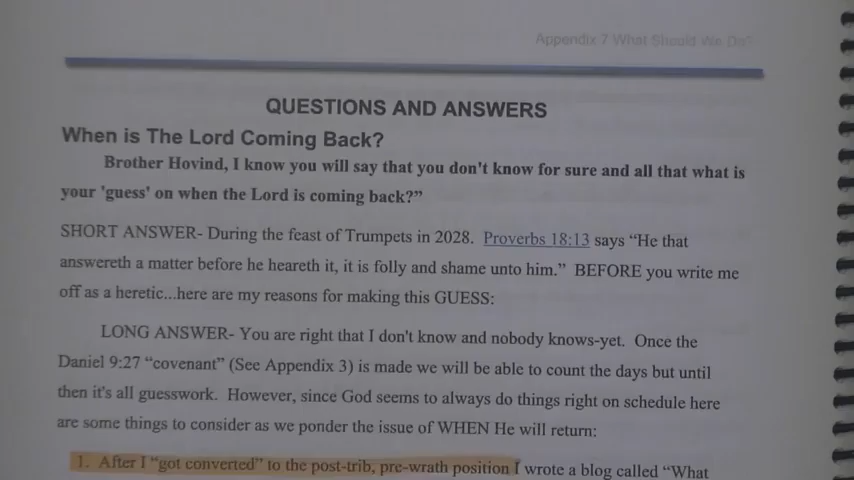 Appendix 7 What Should We Do?
QUESTIONS AND ANSWERS
When is The Lord Coming Back?
Brother Hovind, I know you will say that you don't know for sure and all that what is
your 'guess' on when the Lord is coming back?”
SHORT ANSWER- During the feast of Trumpets in 2028. Proverbs 18:13 says “He that
answereth a matter before he heareth it, it is folly and shame unto him.” BEFORE you write me
off as a heretic...here are my reasons for making this GUESS:
LONG ANSWER- You are right that I don't know and nobody knows-yet. Once the
Daniel 9:27 “covenant” (See Appendix 3) is made we will be able to count the days but until
then it's all guesswork. However, since God seems to always do things right on schedule here
are some things to consider as we ponder the issue of WHEN He will return:
1. After I “got converted” to the post-trib, pre-wrath position I wrote a blog called “What